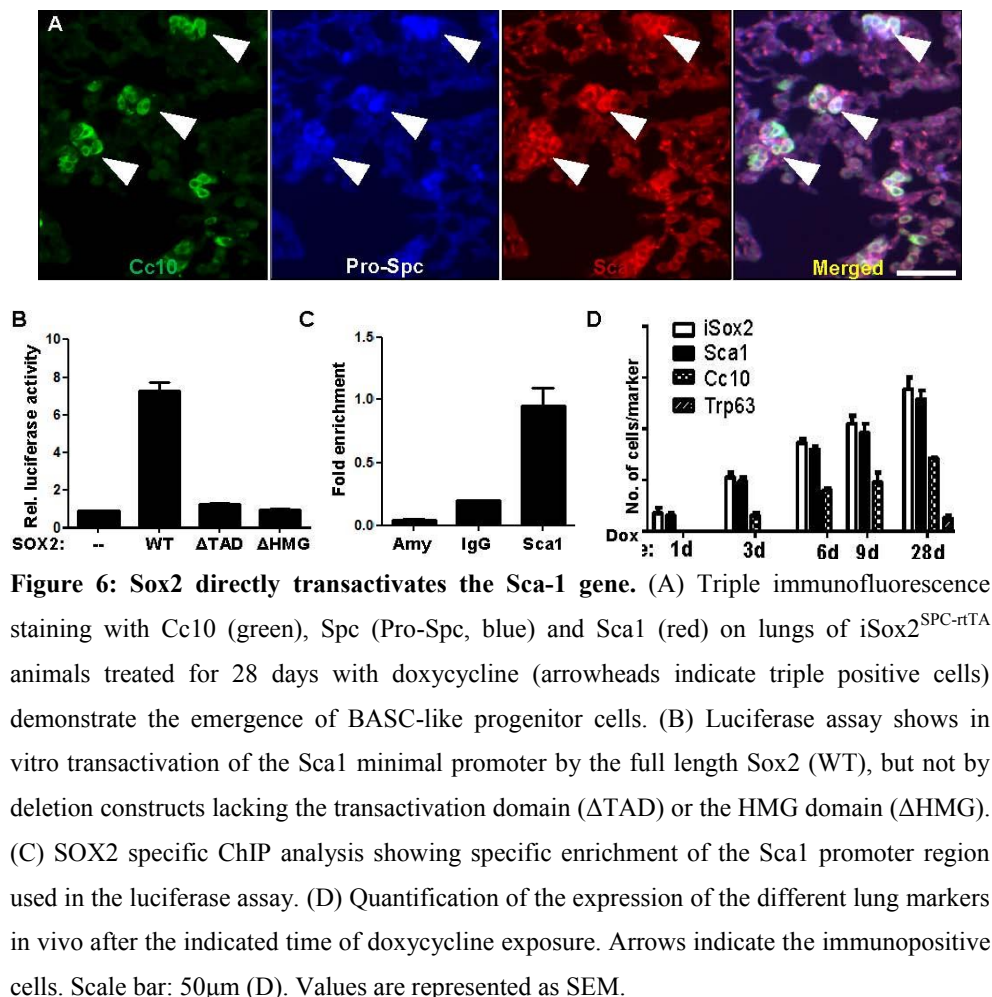 A
Cc10
Pro-Spc
Sca1
Merged
B
Rel. luciferase activity
10
8
6
4
2
0
SOX2: -- WT ΔTAD ΔHMG
C
Fold enrichment
1.5
1.0
0.5
0.0
Amy IgG Sca1
D
iSox2
Sca1
Cc10
Trp63
No. of cells/marker
Dox
e: 1d 3d 6d 9d 28d
Figure 6: Sox2 directly transactivates the Sca-1 gene. (A) Triple immunofluorescence
staining with Cc10 (green), Spc (Pro-Spc, blue) and Sca1 (red) on lungs of iSox2SPC-rtTA
animals treated for 28 days with doxycycline (arrowheads indicate triple positive cells)
demonstrate the emergence of BASC-like progenitor cells. (B) Luciferase assay shows in
vitro transactivation of the Sca1 minimal promoter by the full length Sox2 (WT), but not by
deletion constructs lacking the transactivation domain (ΔTAD) or the HMG domain (ΔHMG).
(C) SOX2 specific ChIP analysis showing specific enrichment of the Sca1 promoter region
used in the luciferase assay. (D) Quantification of the expression of the different lung markers
in vivo after the indicated time of doxycycline exposure. Arrows indicate the immunopositive
cells. Scale bar: 50μm (D). Values are represented as SEM.